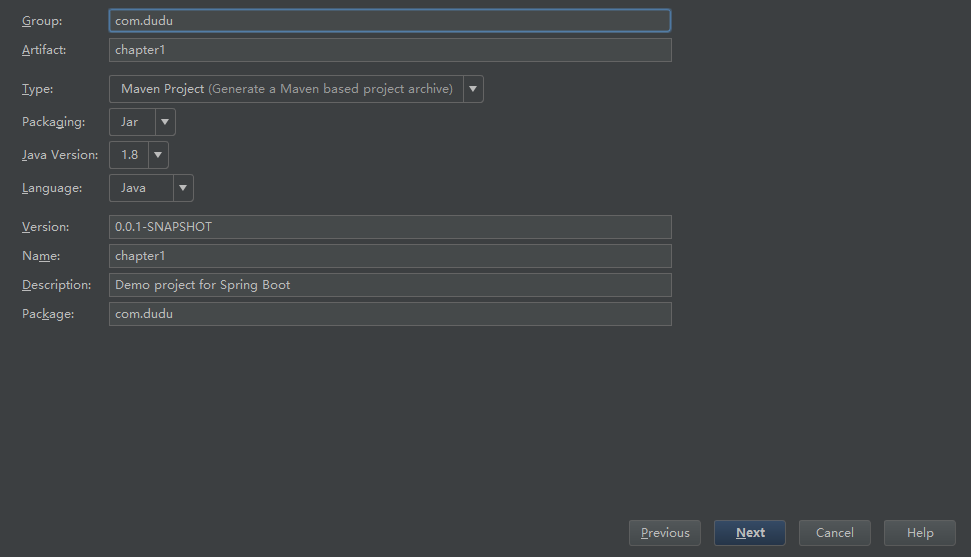 Group: com.dudu
Artifact: chapter1
Type: Maven Project (Generate a Maven based project archive)
Packaging: Jar
Java Version: 1.8
Language: Java
Version: 0.0.1-SNAPSHOT
Name: chapter1
Description: Demo project for Spring Boot
Package: com.dudu
Previous Next Cancel Help